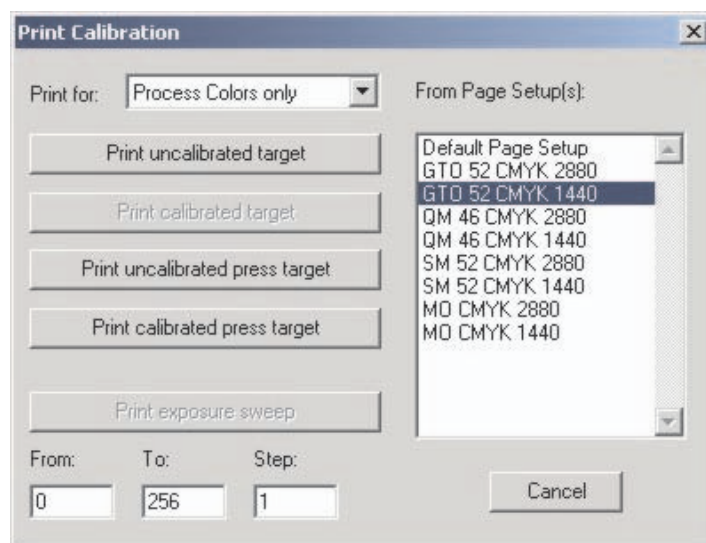 Print Calibration
Print for:
Process Colors only
Print uncalibrated target
Print calibrated target
Print uncalibrated press target
Print calibrated press target
Print exposure sweep
From:
To:
Step:
0
256
1
From Page Setup(s):
Default Page Setup
GTO 52 CMYK 2880
GTO 52 CMYK 1440
QM 46 CMYK 2880
QM 46 CMYK 1440
SM 52 CMYK 2880
SM 52 CMYK 1440
MO CMYK 2880
MO CMYK 1440
Cancel